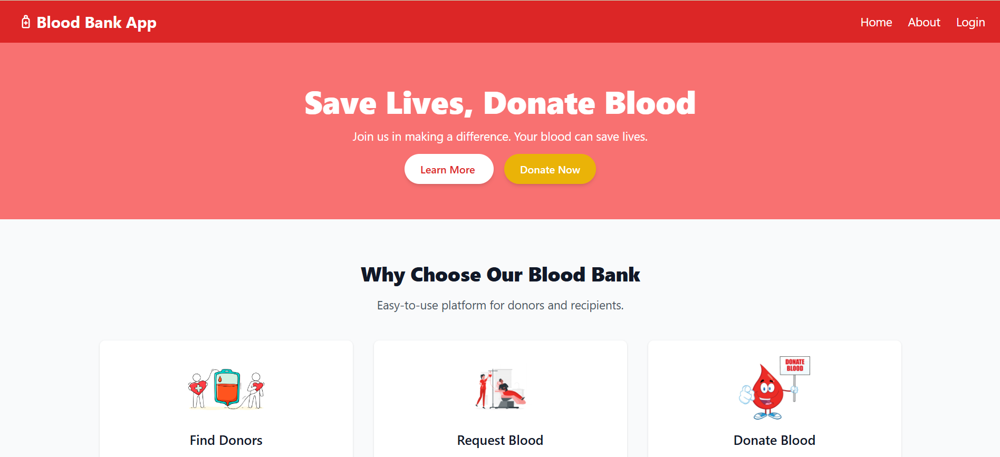 Blood Bank App
Home About Login
Save Lives, Donate Blood
Join us in making a difference. Your blood can save lives.
Learn More Donate Now
Why Choose Our Blood Bank
Easy-to-use platform for donors and recipients.
DONATE
BLOOD
Find Donors Request Blood Donate Blood